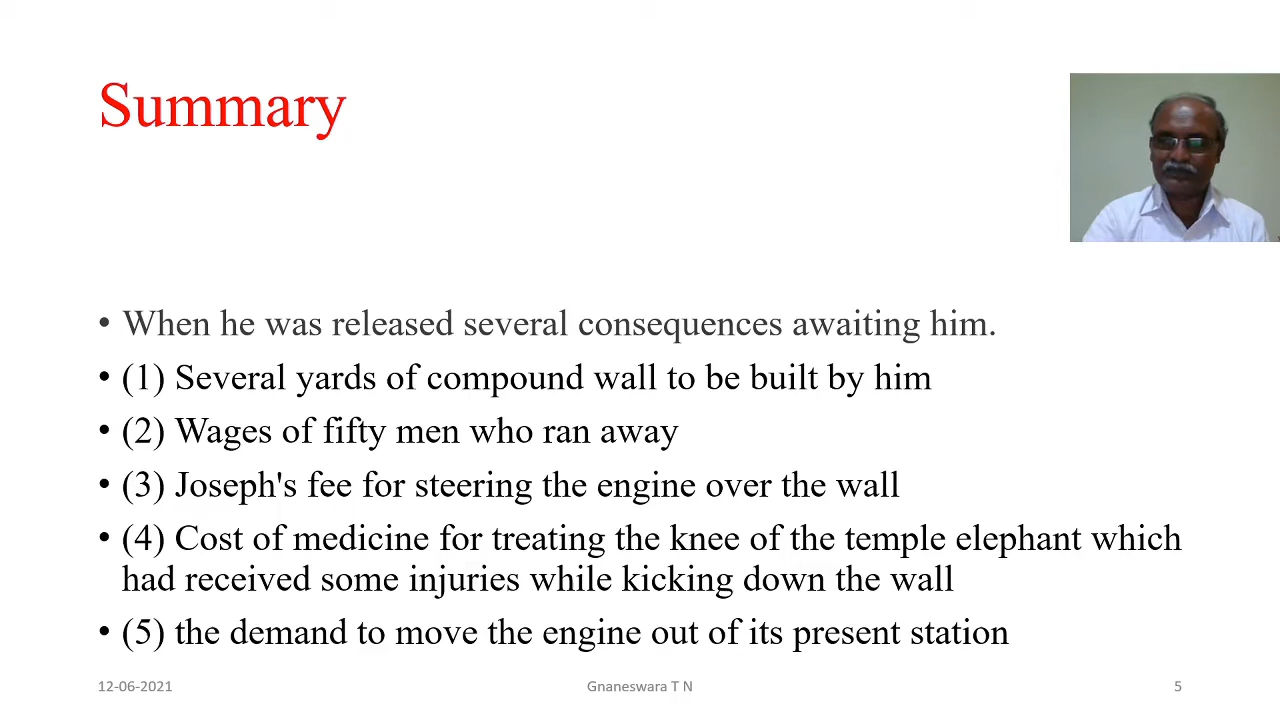 Summary
• When he was released several consequences awaiting him.
• (1) Several yards of compound wall to be built by him
• (2) Wages of fifty men who ran away
• (3) Joseph's fee for steering the engine over the wall
• (4) Cost of medicine for treating the knee of the temple elephant which
had received some injuries while kicking down the wall
• (5) the demand to move the engine out of its present station
12-06-2021 Gnaneswara T N 5